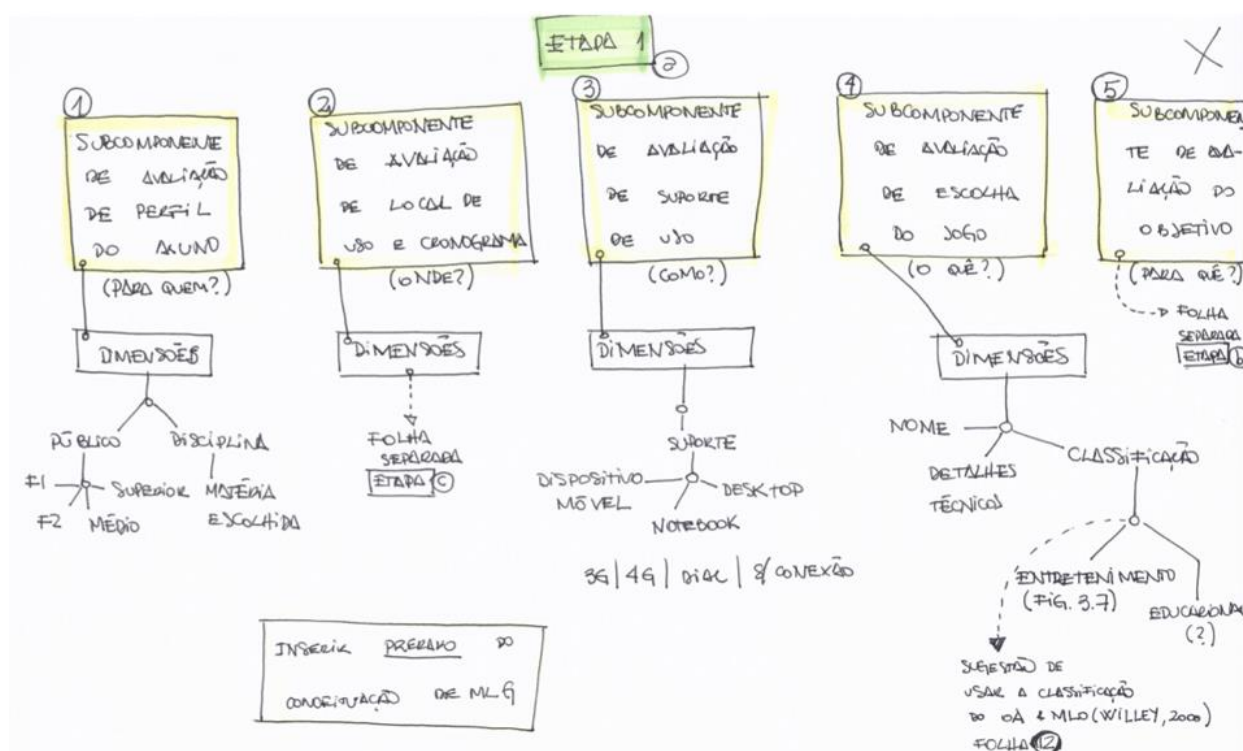 ETAPA 1
a
1
SUBCOMPONENTE
DE AVALIAÇÃO
DE PERFIL
DO ALUNO
(PARA QUEM?)
DIMENSÕES
PÚBLICO
DISCIPLINA
F1
SUPERIOR
F2
MÉDIO
MATÉRIA
ESCOLHIDA
2
SUBCOMPONENTE
DE AVALIAÇÃO
DE LOCAL DE
USO E CRONOGRAMA
(ONDE?)
DIMENSÕES
FOLHA
SEPARADA
ETAPA C
3
SUBCOMPONENTE
DE AVALIAÇÃO
DE SUPORTE
DE USO
(COMO?)
DIMENSÕES
SUPORTE
DISPOSITIVO
MÓVEL
DESKTOP
NOTEBOOK
3G | 4G | DIAL | S/ CONEXÃO
4
SUBCOMPONENTE
DE AVALIAÇÃO
DE ESCOLHA
DO JOGO
(O QUÊ?)
DIMENSÕES
NOME
DETALHES
TÉCNICOS
CLASSIFICAÇÃO
ENTRETENIMENTO
(FIG. 3.7)
EDUCACIONA
(?)
SUGESTÃO DE
USAR A CLASSIFICAÇÃO
DO OA & MLO (WILLEY, 2000)
FOLHA 12
5
SUBCOMPONEN
TE DE AVA-
LIAÇÃO DO
OBJETIVO
(PARA QUÊ?)
FOLHA
SEPARADA
ETAPA b
INSERIR DO
DE MLG